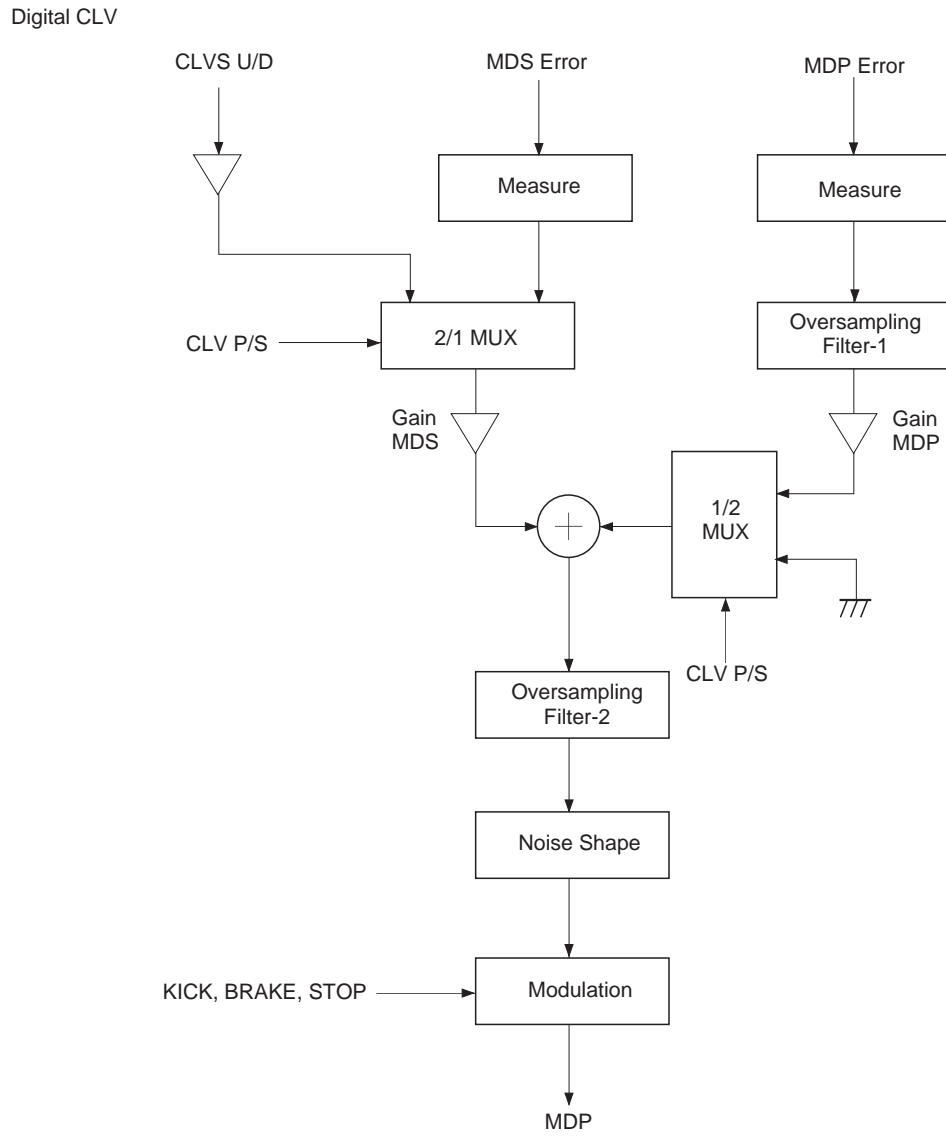 Digital CLV
CLVS U/D
MDS Error
MDP Error
Measure
Measure
CLV P/S
2/1 MUX
Oversampling
Filter-1
Gain
MDS
Gain
MDP
1/2
MUX
CLV P/S
Oversampling
Filter-2
Noise Shape
KICK, BRAKE, STOP
Modulation
MDP